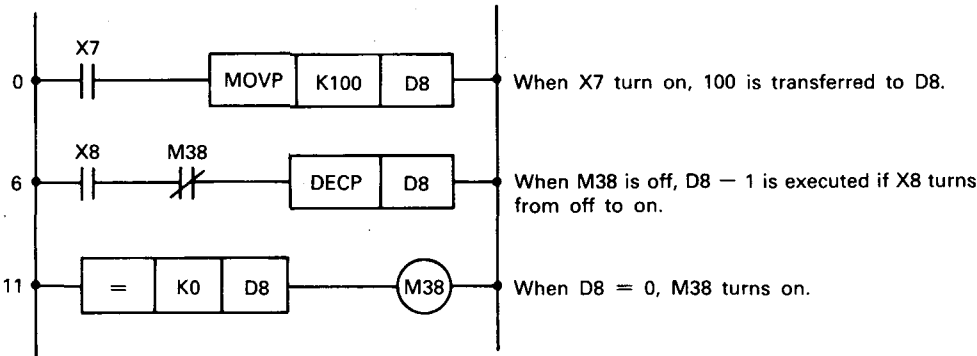 X7
0 MOVP K100 D8 When X7 turn on, 100 is transferred to D8.
X8 M38
6 DECP D8 When M38 is off, D8 − 1 is executed if X8 turns
from off to on.
11 = K0 D8 M38 When D8 = 0, M38 turns on.